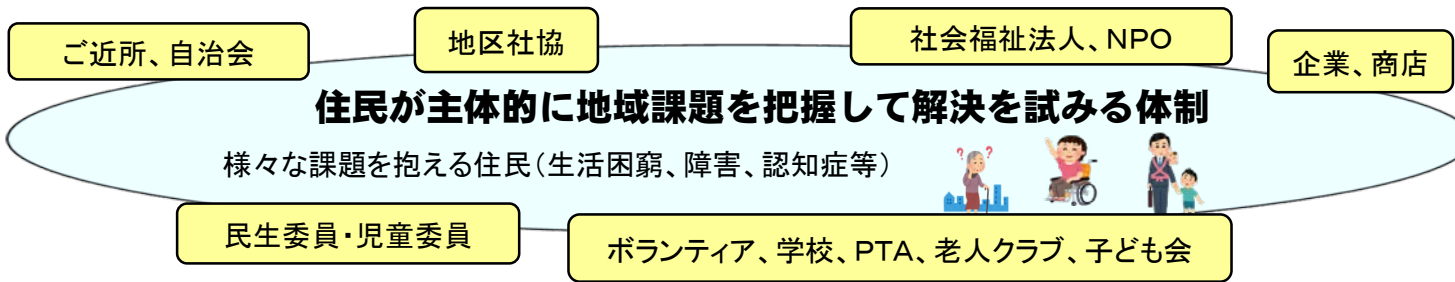 ご近所、自治会
地区社協
社会福祉法人、NPO
企業、商店
住民が主体的に地域課題を把握して解決を試みる体制
様々な課題を抱える住民（生活困窮、障害、認知症等）
??
民生委員・児童委員
ボランティア、学校、PTA、老人クラブ、子ども会